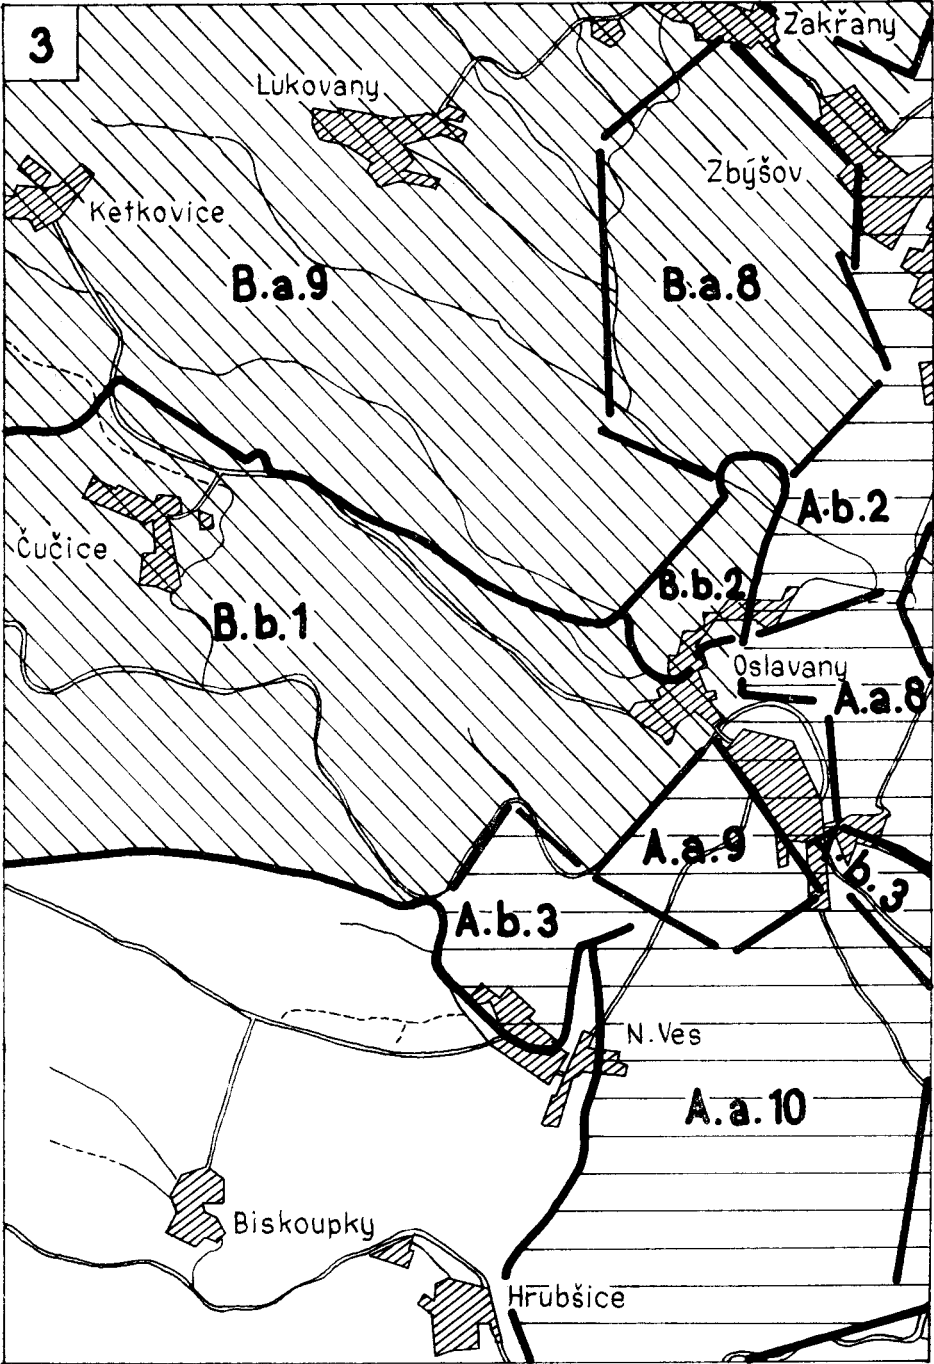 3
Zakřany
Lukovany
Zbýšov
Ketkovice
B.a.9
B.a.8
A.b.2
Čučice
B.b.2
B.b.1
Oslavany
A.a.8
A.a.9
.b.3
A.b.3
N.Ves
A.a.10
Biskoupky
Hrubšice